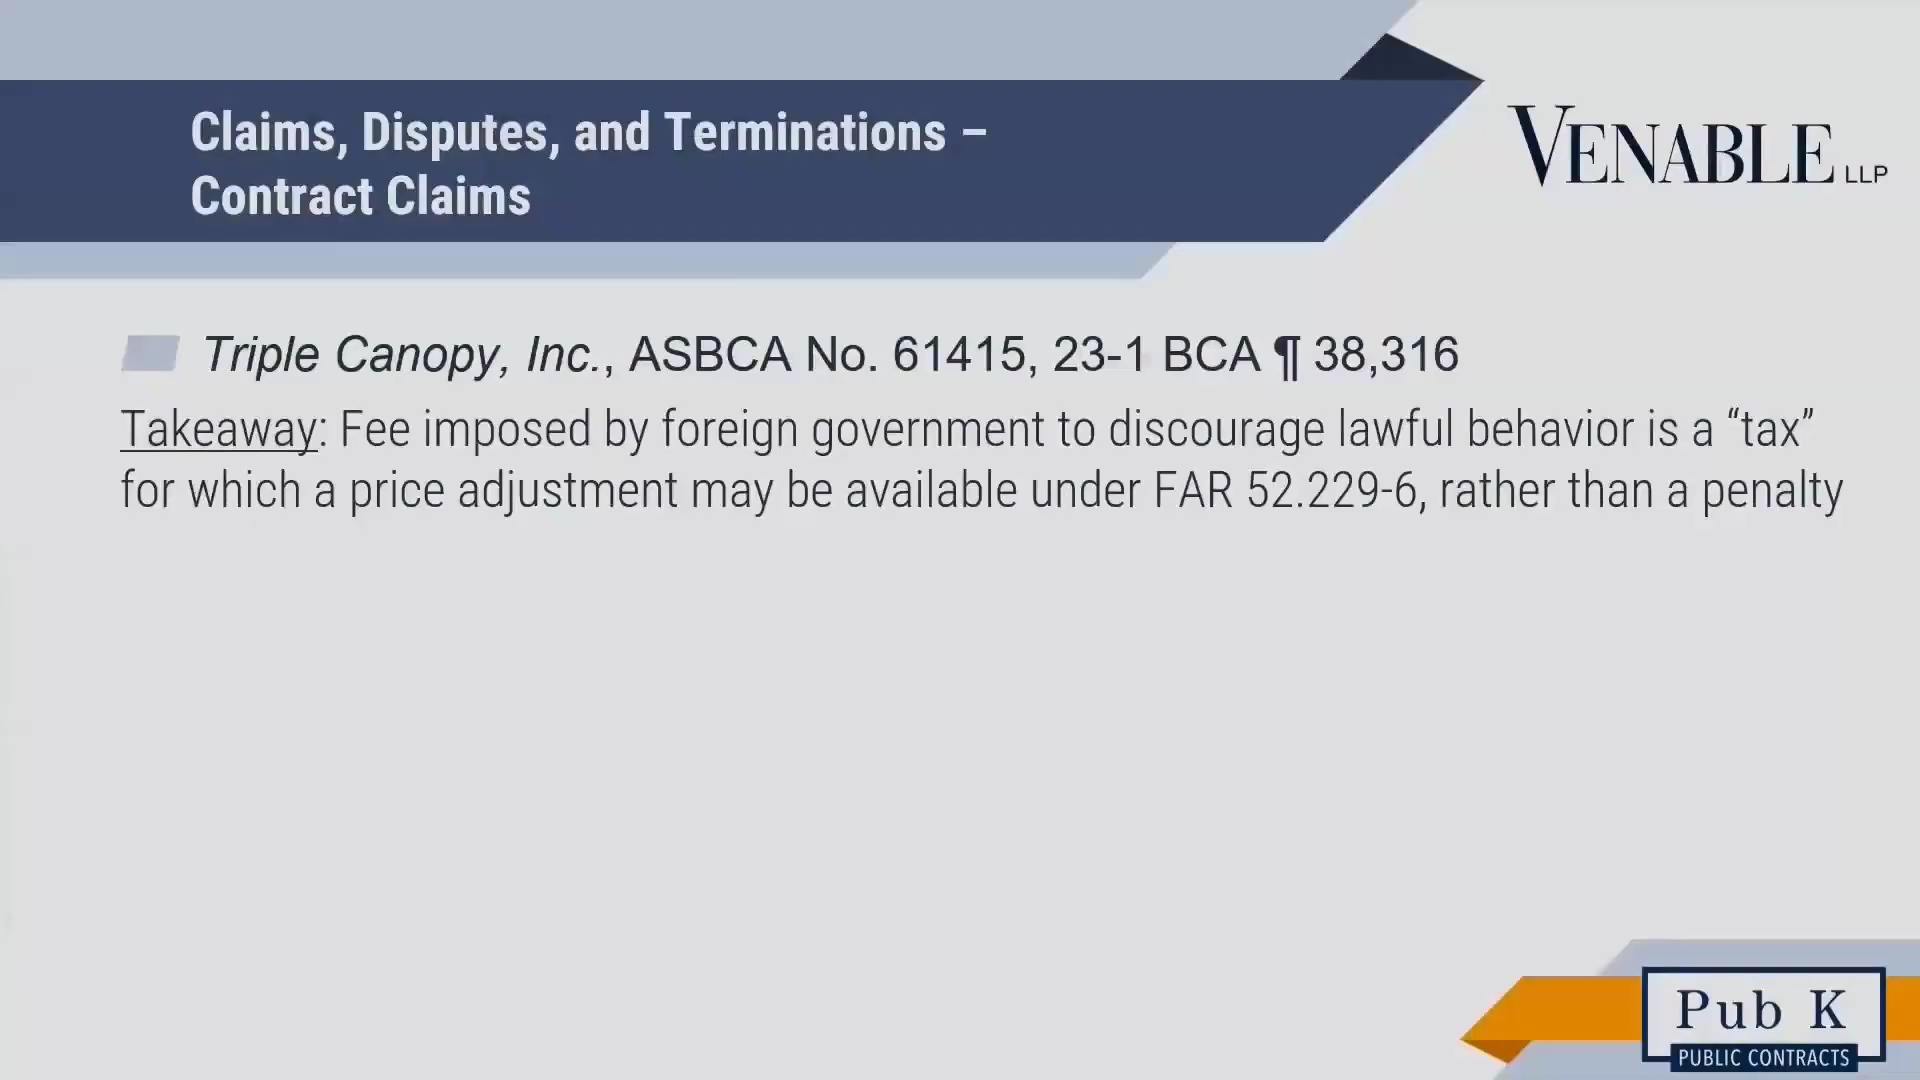 Claims, Disputes, and Terminations –
Contract Claims
VENABLE LLP
Triple Canopy, Inc., ASBCA No. 61415, 23-1 BCA ¶ 38,316
Takeaway: Fee imposed by foreign government to discourage lawful behavior is a “tax”
for which a price adjustment may be available under FAR 52.229-6, rather than a penalty
Pub K
PUBLIC CONTRACTS